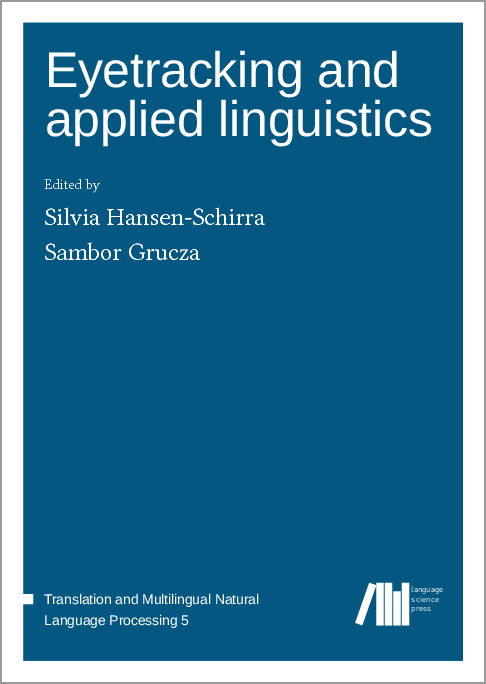 Eyetracking and
applied linguistics
Edited by
Silvia Hansen-Schirra
Sambor Grucza
Translation and Multilingual Natural
Language Processing 5
language
science
press